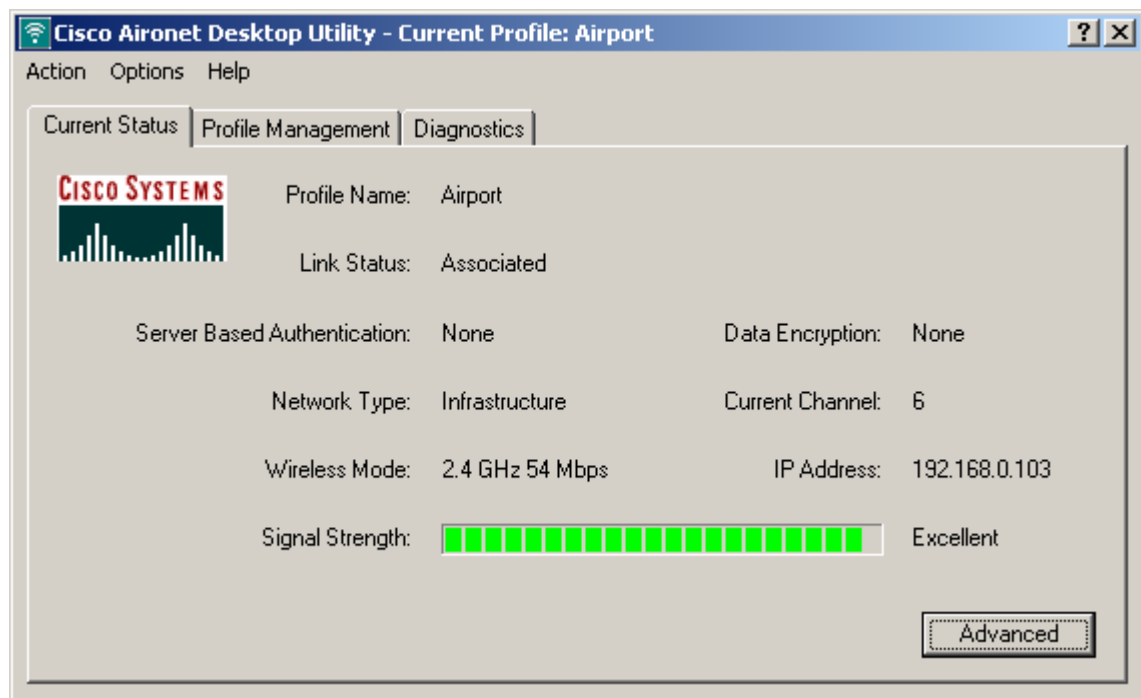 Cisco Aironet Desktop Utility - Current Profile: Airport
Action Options Help
Current Status Profile Management Diagnostics
CISCO SYSTEMS
Profile Name: Airport
Link Status: Associated
Server Based Authentication: None Data Encryption: None
Network Type: Infrastructure Current Channel: 6
Wireless Mode: 2.4 GHz 54 Mbps IP Address: 192.168.0.103
Signal Strength: Excellent
Advanced